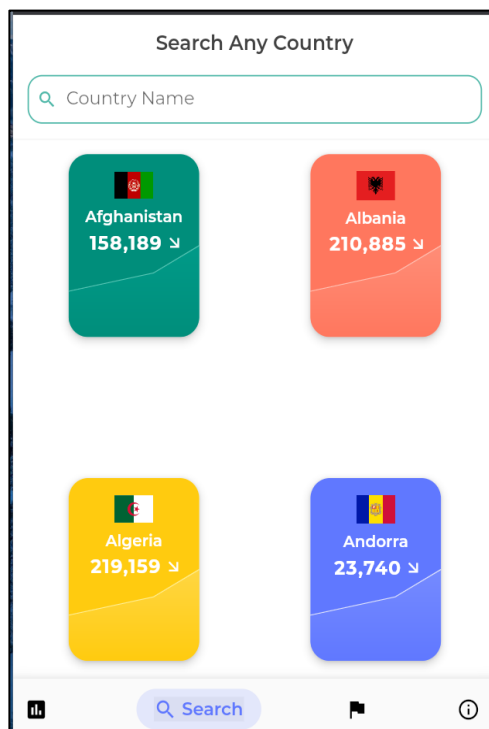 Search Any Country
Country Name
Afghanistan
158,189
Albania
210,885
Algeria
219,159
Andorra
23,740
Search